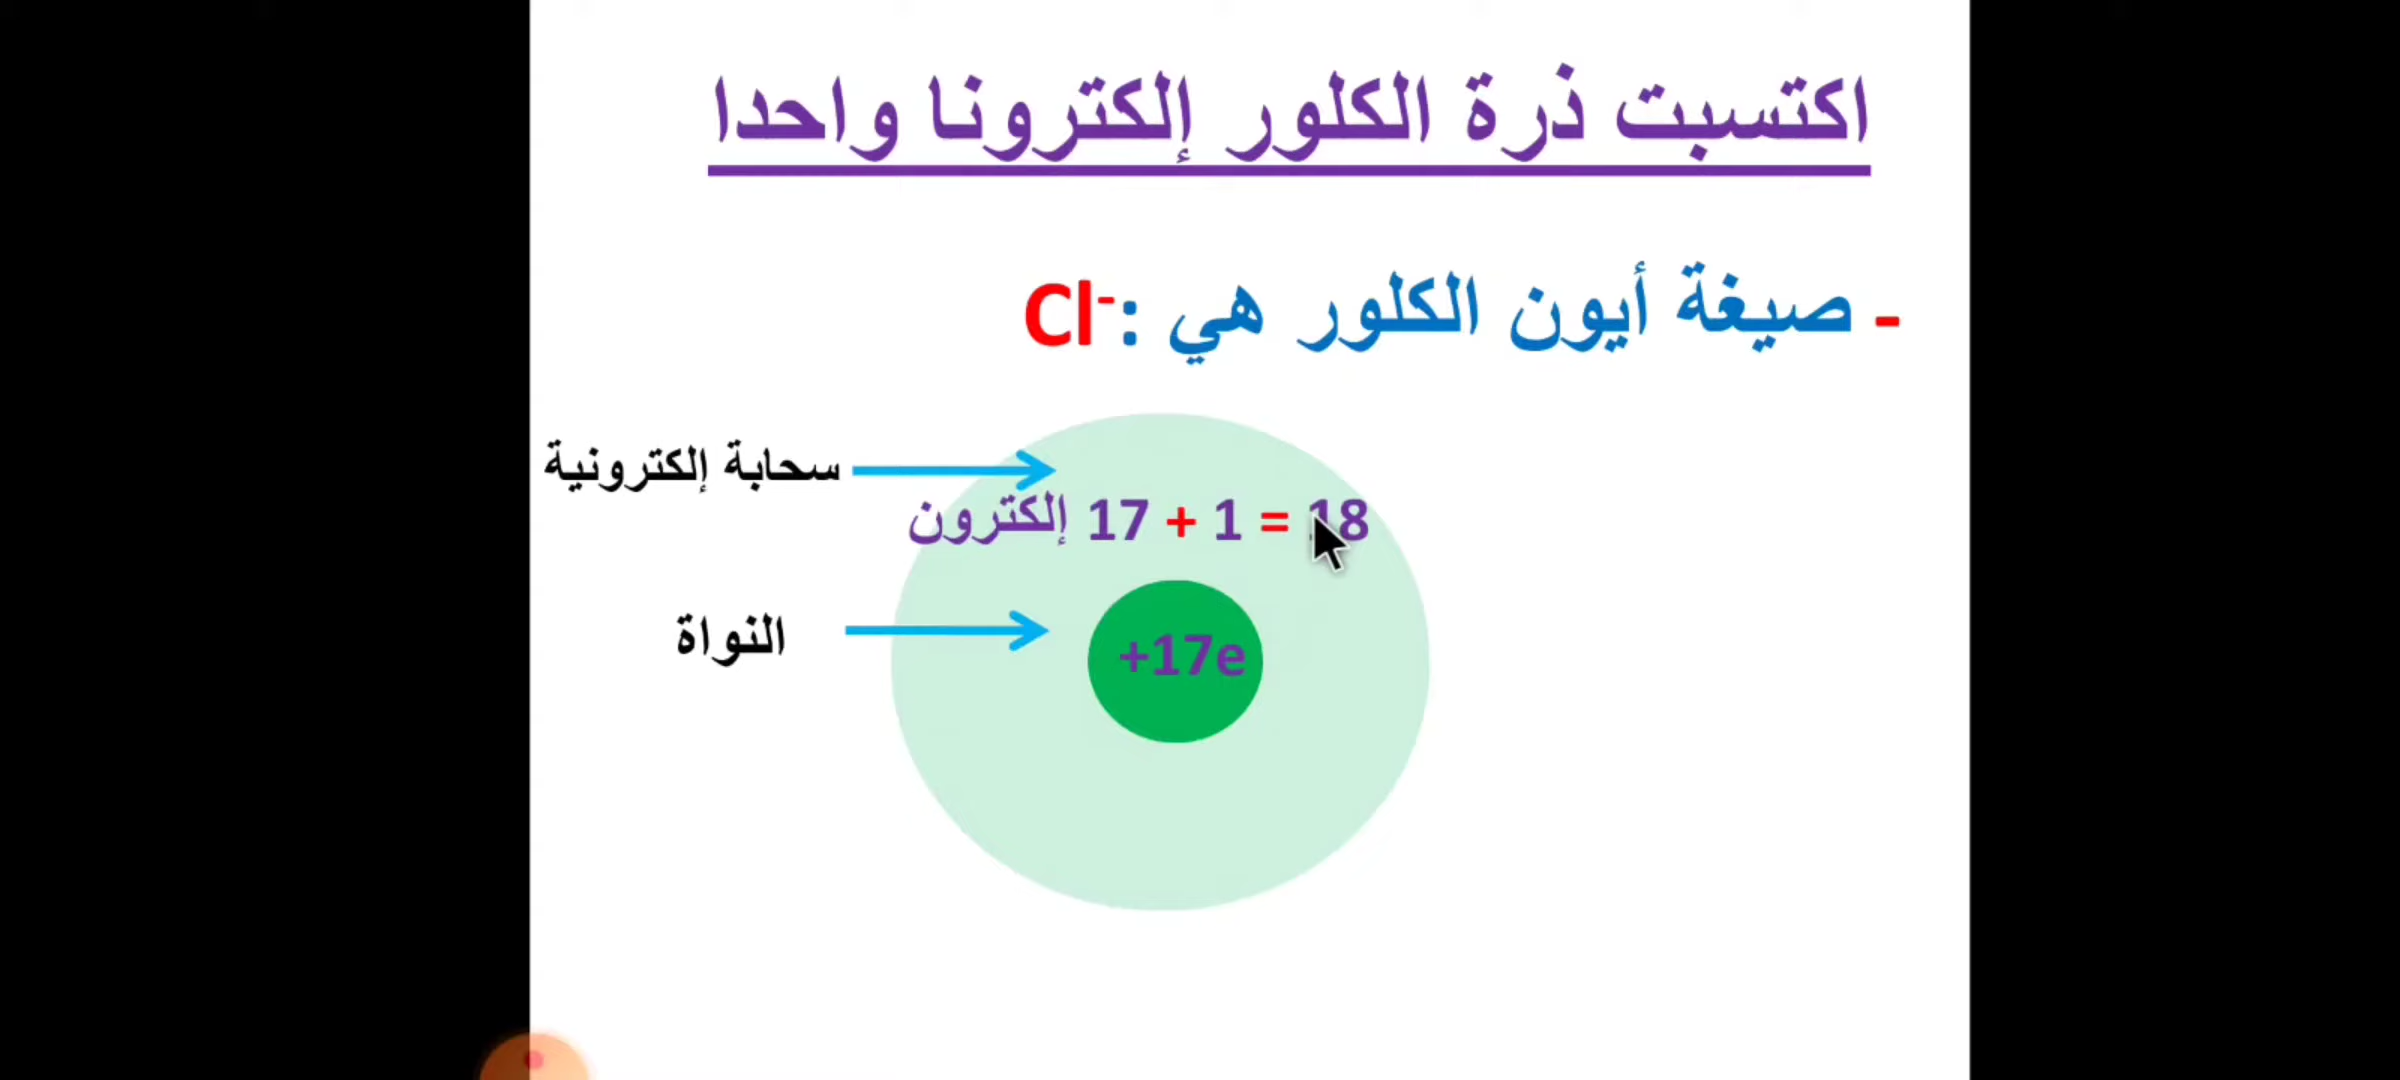 اكتسبت ذرة الكلور إلكترونا واحدا
- صيغة أيون الكلور هي : Cl⁻
سحابة إلكترونية
إلكترون 17 + 1 = 18
النواة
+17e